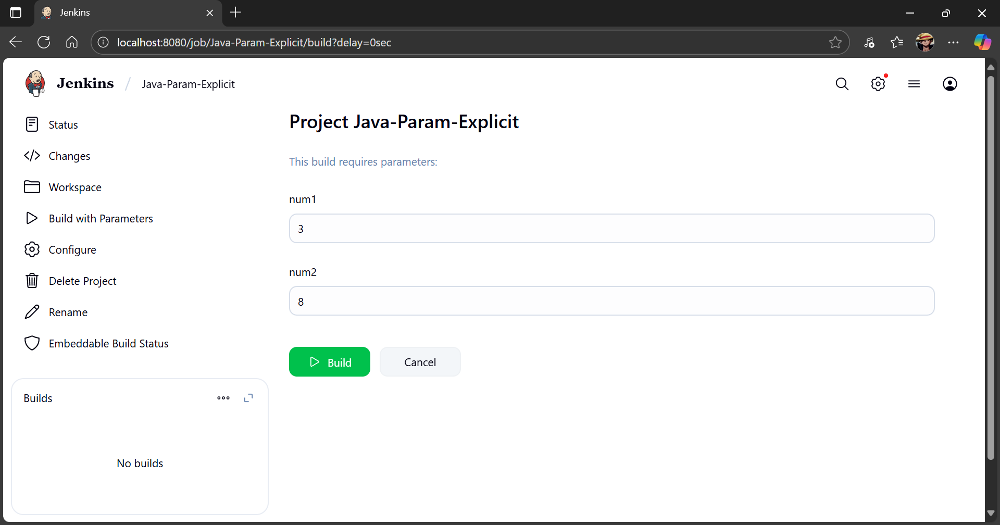 Jenkins
localhost:8080/job/Java-Param-Explicit/build?delay=0sec
Jenkins / Java-Param-Explicit
Status
Changes
Workspace
Build with Parameters
Configure
Delete Project
Rename
Embeddable Build Status
Builds
No builds
Project Java-Param-Explicit
This build requires parameters:
num1
3
num2
8
Build
Cancel